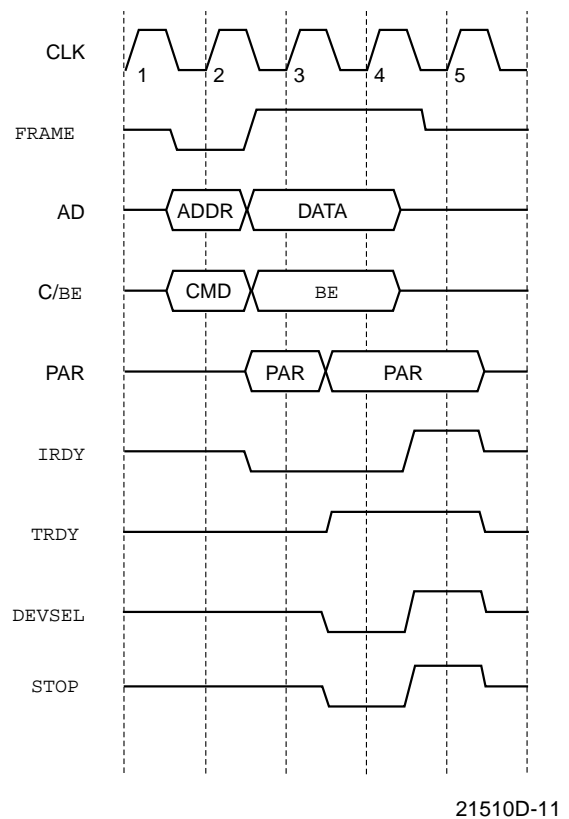 CLK
1 2 3 4 5
FRAME
AD ADDR DATA
C/BE CMD BE
PAR PAR PAR
IRDY
TRDY
DEVSEL
STOP
21510D-11